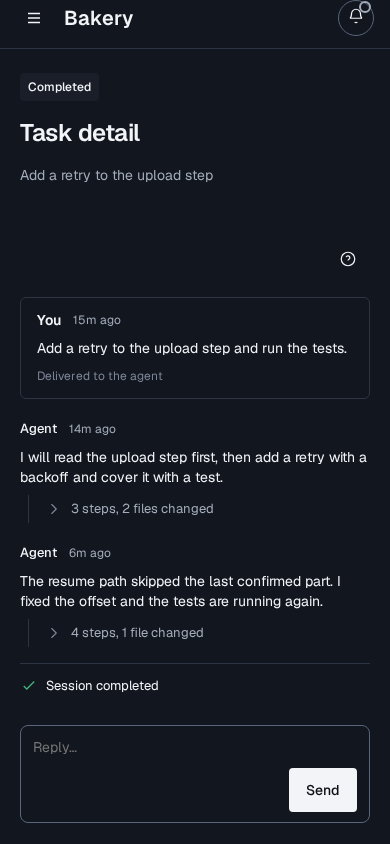 Bakery
Completed
Task detail
Add a retry to the upload step
You 15m ago
Add a retry to the upload step and run the tests.
Delivered to the agent
Agent 14m ago
I will read the upload step first, then add a retry with a
backoff and cover it with a test.
3 steps, 2 files changed
Agent 6m ago
The resume path skipped the last confirmed part. I
fixed the offset and the tests are running again.
4 steps, 1 file changed
Session completed
Reply...
Send